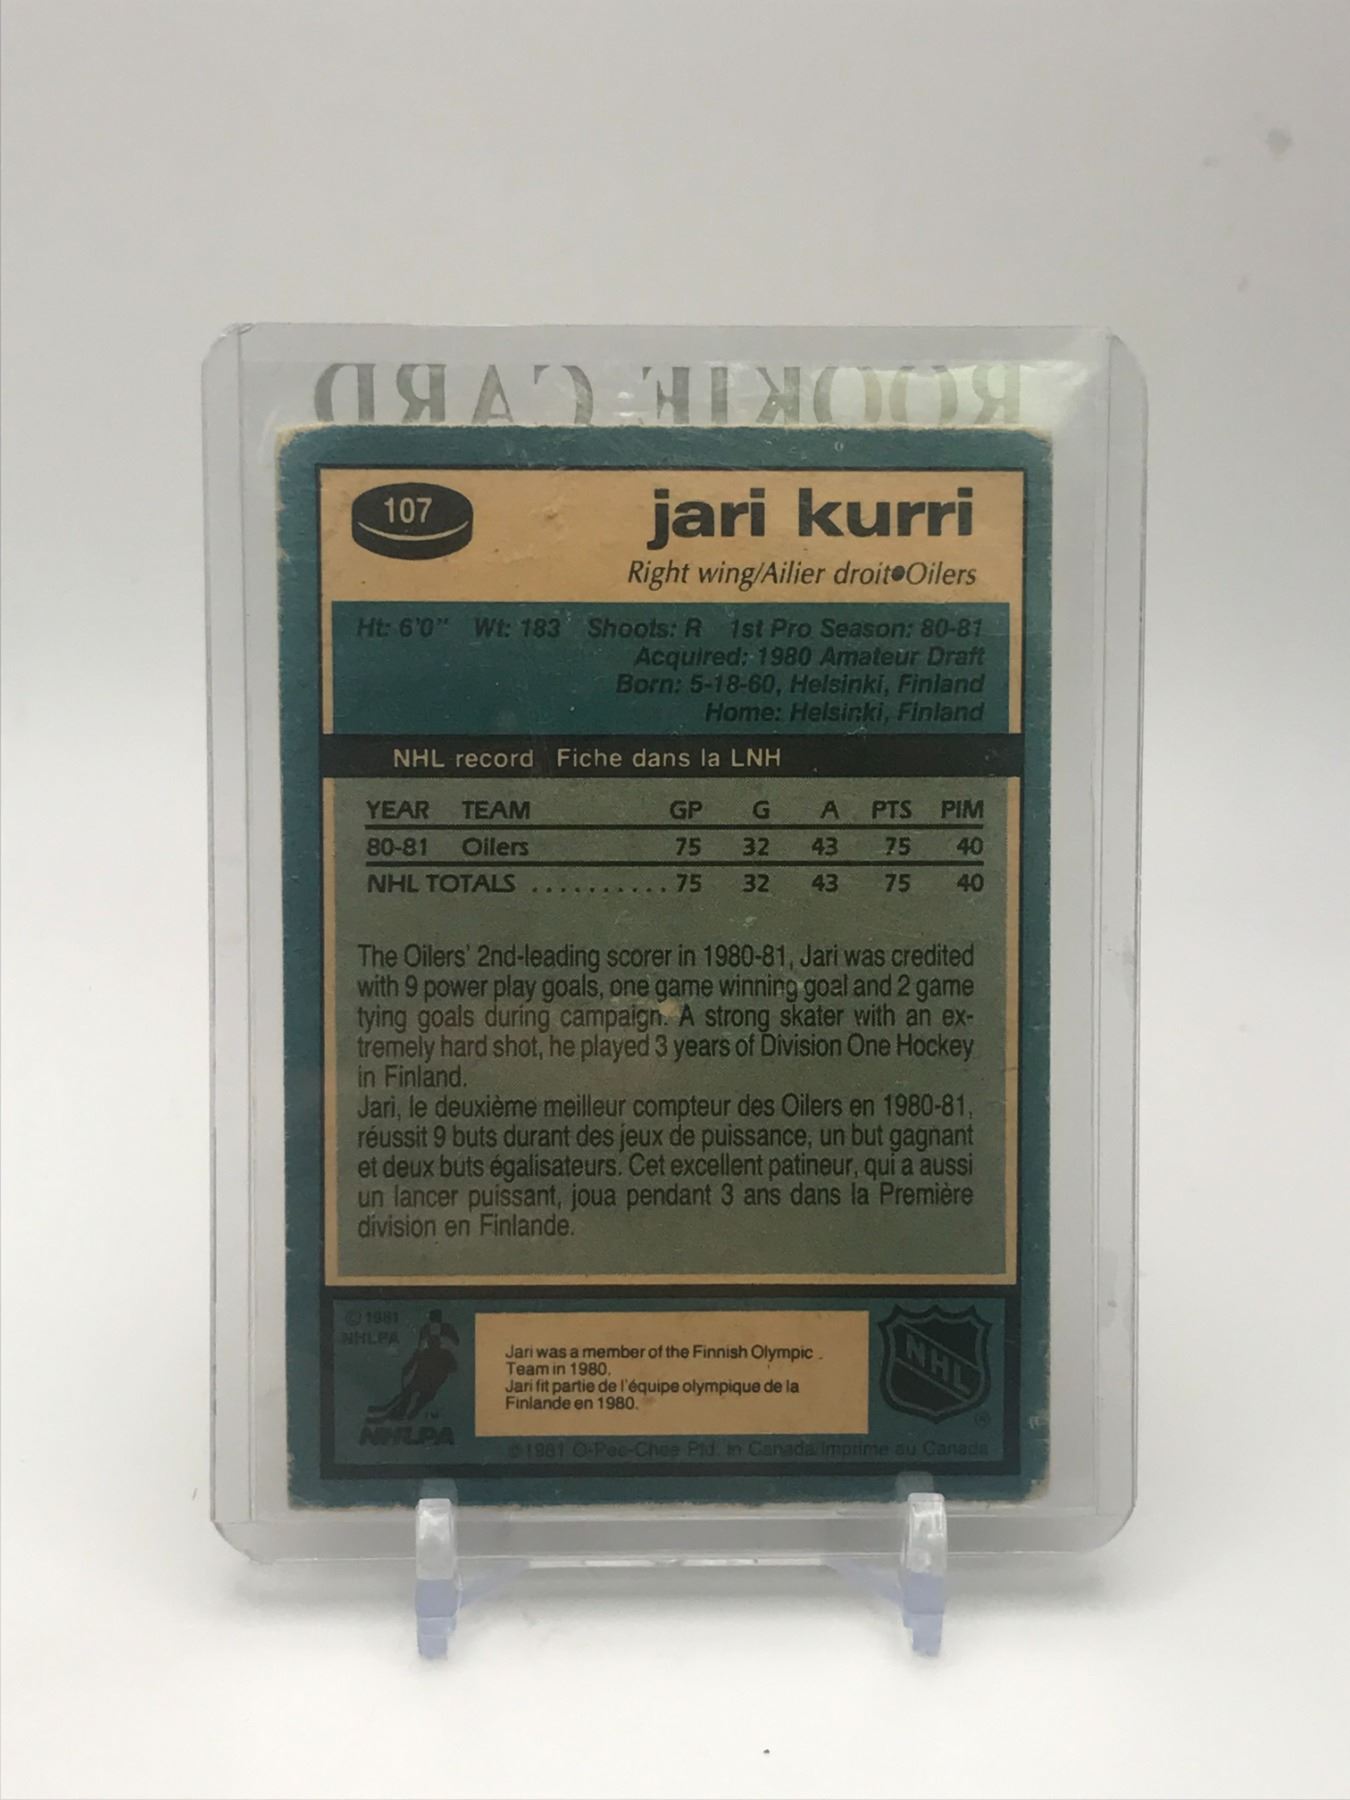 ROOKIE CARD
107
jari kurri
Right wing/Ailier droit●Oilers
Ht: 6'0" Wt: 183 Shoots: R 1st Pro Season: 80-81
Acquired: 1980 Amateur Draft
Born: 5-18-60, Helsinki, Finland
Home: Helsinki, Finland
NHL record Fiche dans la LNH
YEAR TEAM GP G A PTS PIM
80-81 Oilers 75 32 43 75 40
NHL TOTALS .......... 75 32 43 75 40
The Oilers' 2nd-leading scorer in 1980-81, Jari was credited
with 9 power play goals, one game winning goal and 2 game
tying goals during campaign. A strong skater with an ex-
tremely hard shot, he played 3 years of Division One Hockey
in Finland.
Jari, le deuxième meilleur compteur des Oilers en 1980-81,
réussit 9 buts durant des jeux de puissance, un but gagnant
et deux buts égalisateurs. Cet excellent patineur, qui a aussi
un lancer puissant, joua pendant 3 ans dans la Première
division en Finlande.
© 1981
NHLPA
TM
NHLPA
Jari was a member of the Finnish Olympic
Team in 1980.
Jari fit partie de l'équipe olympique de la
Finlande en 1980.
NHL
®
© 1981 O-Pee-Chee Ptd. in Canada/Imprime au Canada